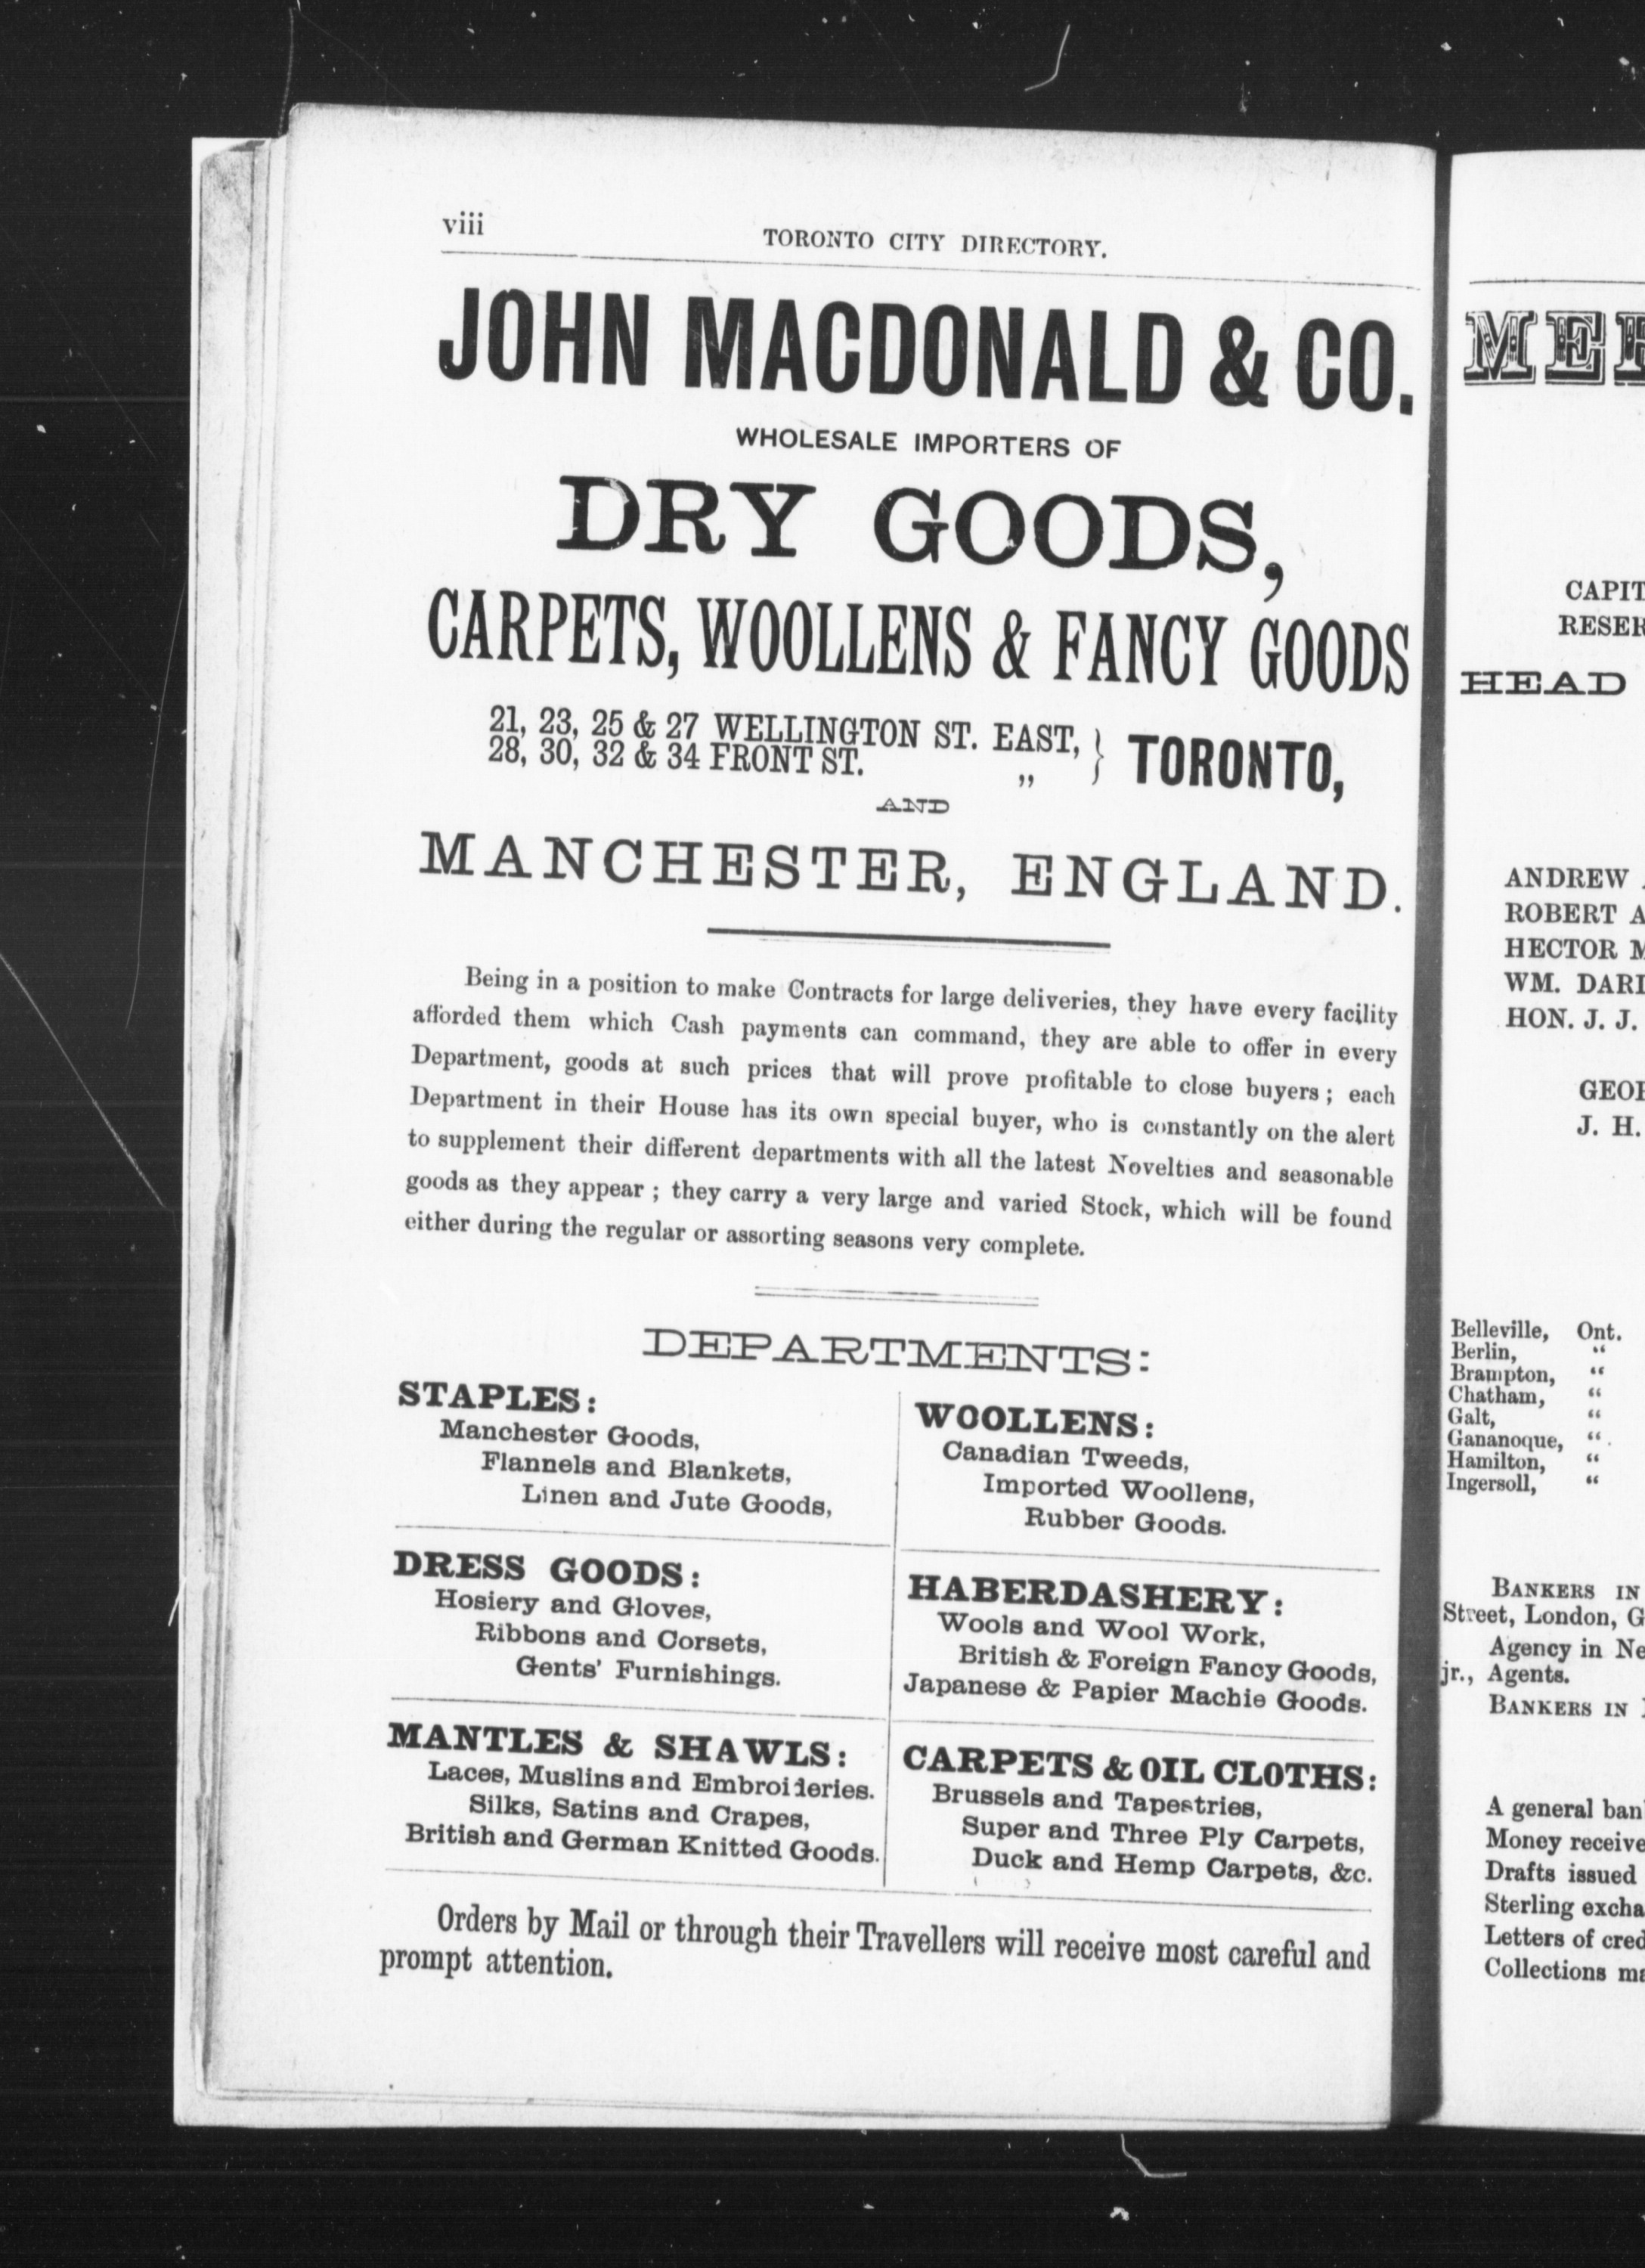 viii
TORONTO CITY DIRECTORY.
JOHN MACDONALD & CO.
WHOLESALE IMPORTERS OF
DRY GOODS,
CARPETS, WOOLLENS & FANCY GOODS
21, 23, 25 & 27 WELLINGTON ST. EAST, } TORONTO,
28, 30, 32 & 34 FRONT ST. „
AND
MANCHESTER, ENGLAND.
Being in a position to make Contracts for large deliveries, they have every facility
afforded them which Cash payments can command, they are able to offer in every
Department, goods at such prices that will prove profitable to close buyers; each
Department in their House has its own special buyer, who is constantly on the alert
to supplement their different departments with all the latest Novelties and seasonable
goods as they appear; they carry a very large and varied Stock, which will be found
either during the regular or assorting seasons very complete.
DEPARTMENTS:
STAPLES:
Manchester Goods,
Flannels and Blankets,
Linen and Jute Goods,
DRESS GOODS:
Hosiery and Gloves,
Ribbons and Corsets,
Gents' Furnishings.
MANTLES & SHAWLS:
Laces, Muslins and Embroideries.
Silks, Satins and Crapes,
British and German Knitted Goods.
WOOLLENS:
Canadian Tweeds,
Imported Woollens,
Rubber Goods.
HABERDASHERY:
Wools and Wool Work,
British & Foreign Fancy Goods,
Japanese & Papier Machie Goods.
CARPETS & OIL CLOTHS:
Brussels and Tapestries,
Super and Three Ply Carpets,
Duck and Hemp Carpets, &c.
Orders by Mail or through their Travellers will receive most careful and
prompt attention.
HEAD
ANDREW
ROBERT A
HECTOR M
WM. DARL
HON. J. J.
J. H.
Belleville, Ont.
Berlin, "
Brampton, "
Chatham, "
Galt, "
Gananoque, "
Hamilton, "
Ingersoll, "
BANKERS IN
Street, London, G
Agency in Ne
jr., Agents.
BANKERS IN
A general ban
Money receive
Drafts issued
Sterling excha
Letters of cred
Collections ma